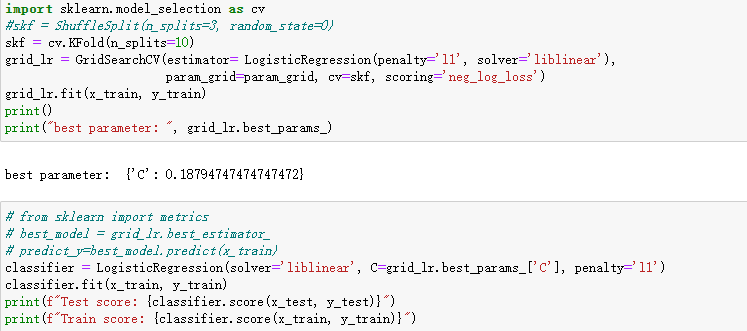 import sklearn.model_selection as cv
#skf = ShuffleSplit(n_splits=3, random_state=0)
skf = cv.KFold(n_splits=10)
grid_lr = GridSearchCV(estimator= LogisticRegression(penalty='l1', solver='liblinear'),
                       param_grid=param_grid, cv=skf, scoring='neg_log_loss')
grid_lr.fit(x_train, y_train)
print()
print("best parameter: ", grid_lr.best_params_)
best parameter:  {'C': 0.18794747474747472}
# from sklearn import metrics
# best_model = grid_lr.best_estimator_
# predict_y=best_model.predict(x_train)
classifier = LogisticRegression(solver='liblinear', C=grid_lr.best_params_['C'], penalty='l1')
classifier.fit(x_train, y_train)
print(f"Test score: {classifier.score(x_test, y_test)}")
print(f"Train score: {classifier.score(x_train, y_train)}")